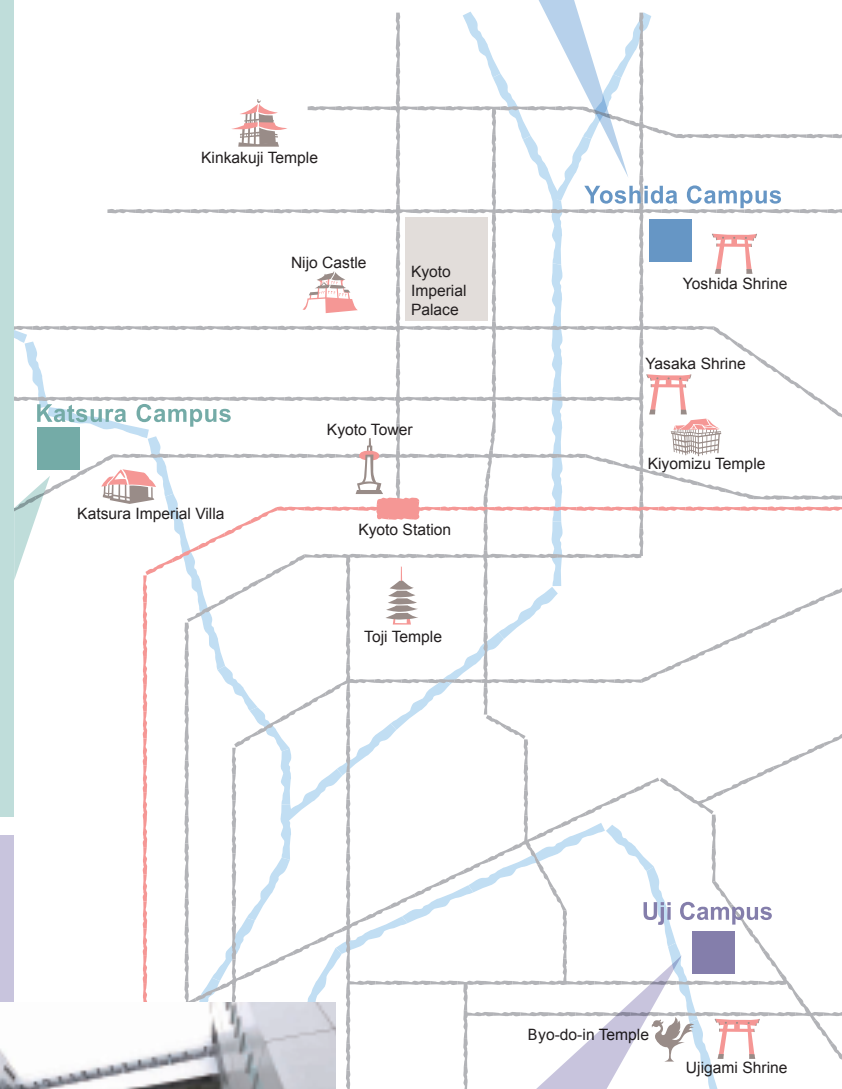 Kinkakuji Temple
Yoshida Campus
Nijo Castle
Kyoto
Imperial
Palace
Yoshida Shrine
Yasaka Shrine
Katsura Campus
Kyoto Tower
Kiyomizu Temple
Katsura Imperial Villa
Kyoto Station
Toji Temple
Uji Campus
Byo-do-in Temple
Ujigami Shrine